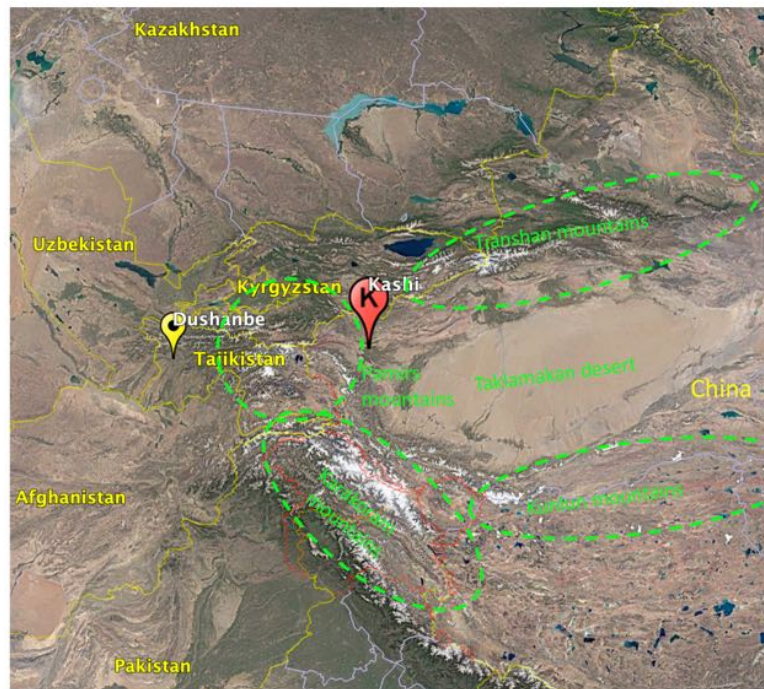 Kazakhstan
Uzbekistan
Tianshan mountains
Kyrgyzstan
Kashi
K
Dushanbe
Tajikistan
Pamirs
mountains
Taklamakan desert
China
Afghanistan
Karakoram
mountains
Kunlun mountains
Pakistan